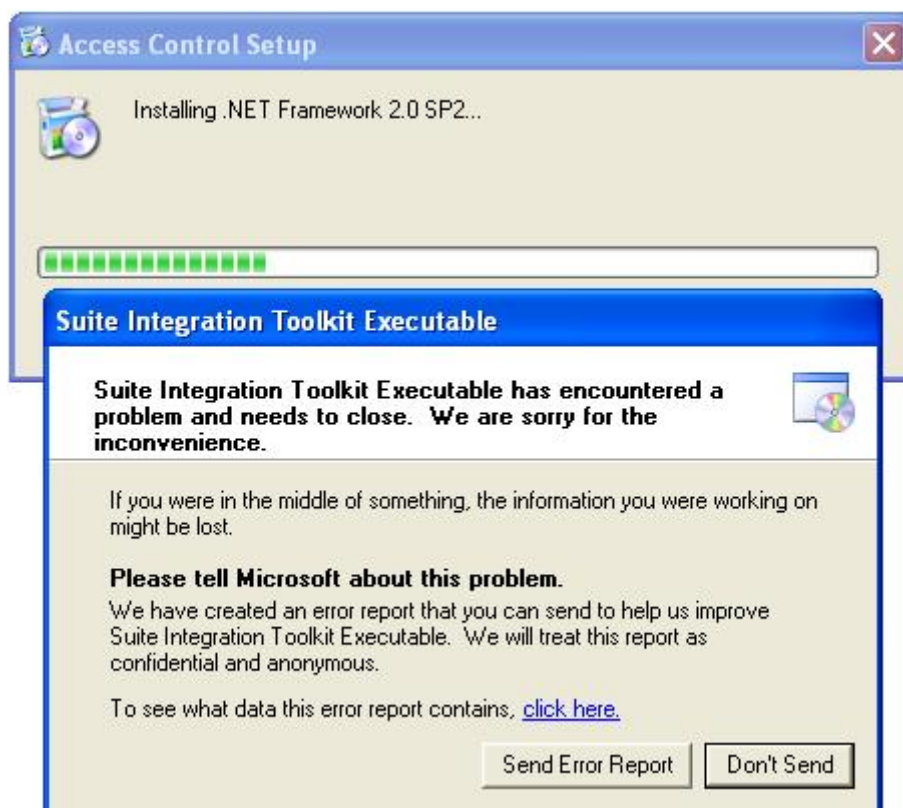 Access Control Setup
Installing .NET Framework 2.0 SP2...
Suite Integration Toolkit Executable
Suite Integration Toolkit Executable has encountered a
problem and needs to close.  We are sorry for the
inconvenience.
If you were in the middle of something, the information you were working on
might be lost.
Please tell Microsoft about this problem.
We have created an error report that you can send to help us improve
Suite Integration Toolkit Executable.  We will treat this report as
confidential and anonymous.
To see what data this error report contains, click here.
Send Error Report
Don't Send